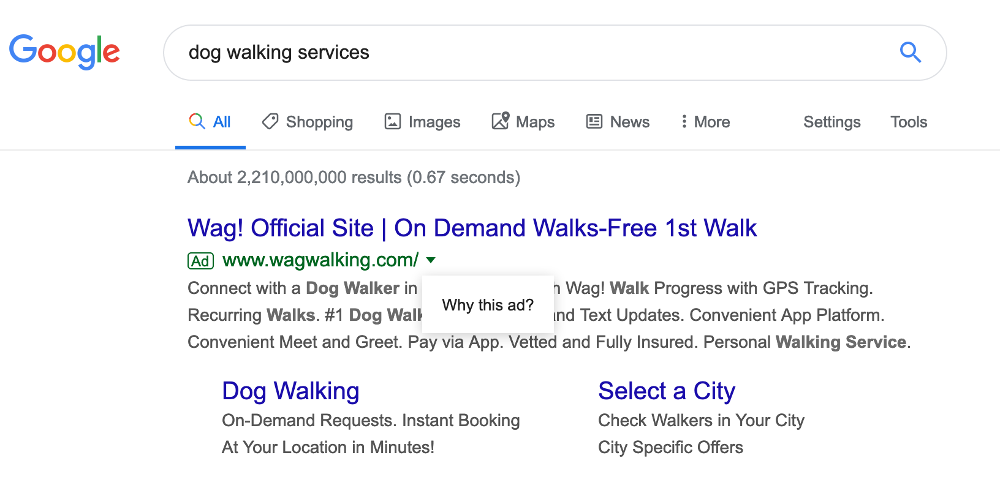 Google
dog walking services
All Shopping Images Maps News More Settings Tools
About 2,210,000,000 results (0.67 seconds)
Wag! Official Site | On Demand Walks-Free 1st Walk
Ad www.wagwalking.com/
Connect with a Dog Walker in Wag! Walk Progress with GPS Tracking.
Why this ad?
Recurring Walks. #1 Dog Text Updates. Convenient App Platform.
Convenient Meet and Greet. Pay via App. Vetted and Fully Insured. Personal Walking Service.
Dog Walking
On-Demand Requests. Instant Booking
At Your Location in Minutes!
Select a City
Check Walkers in Your City
City Specific Offers